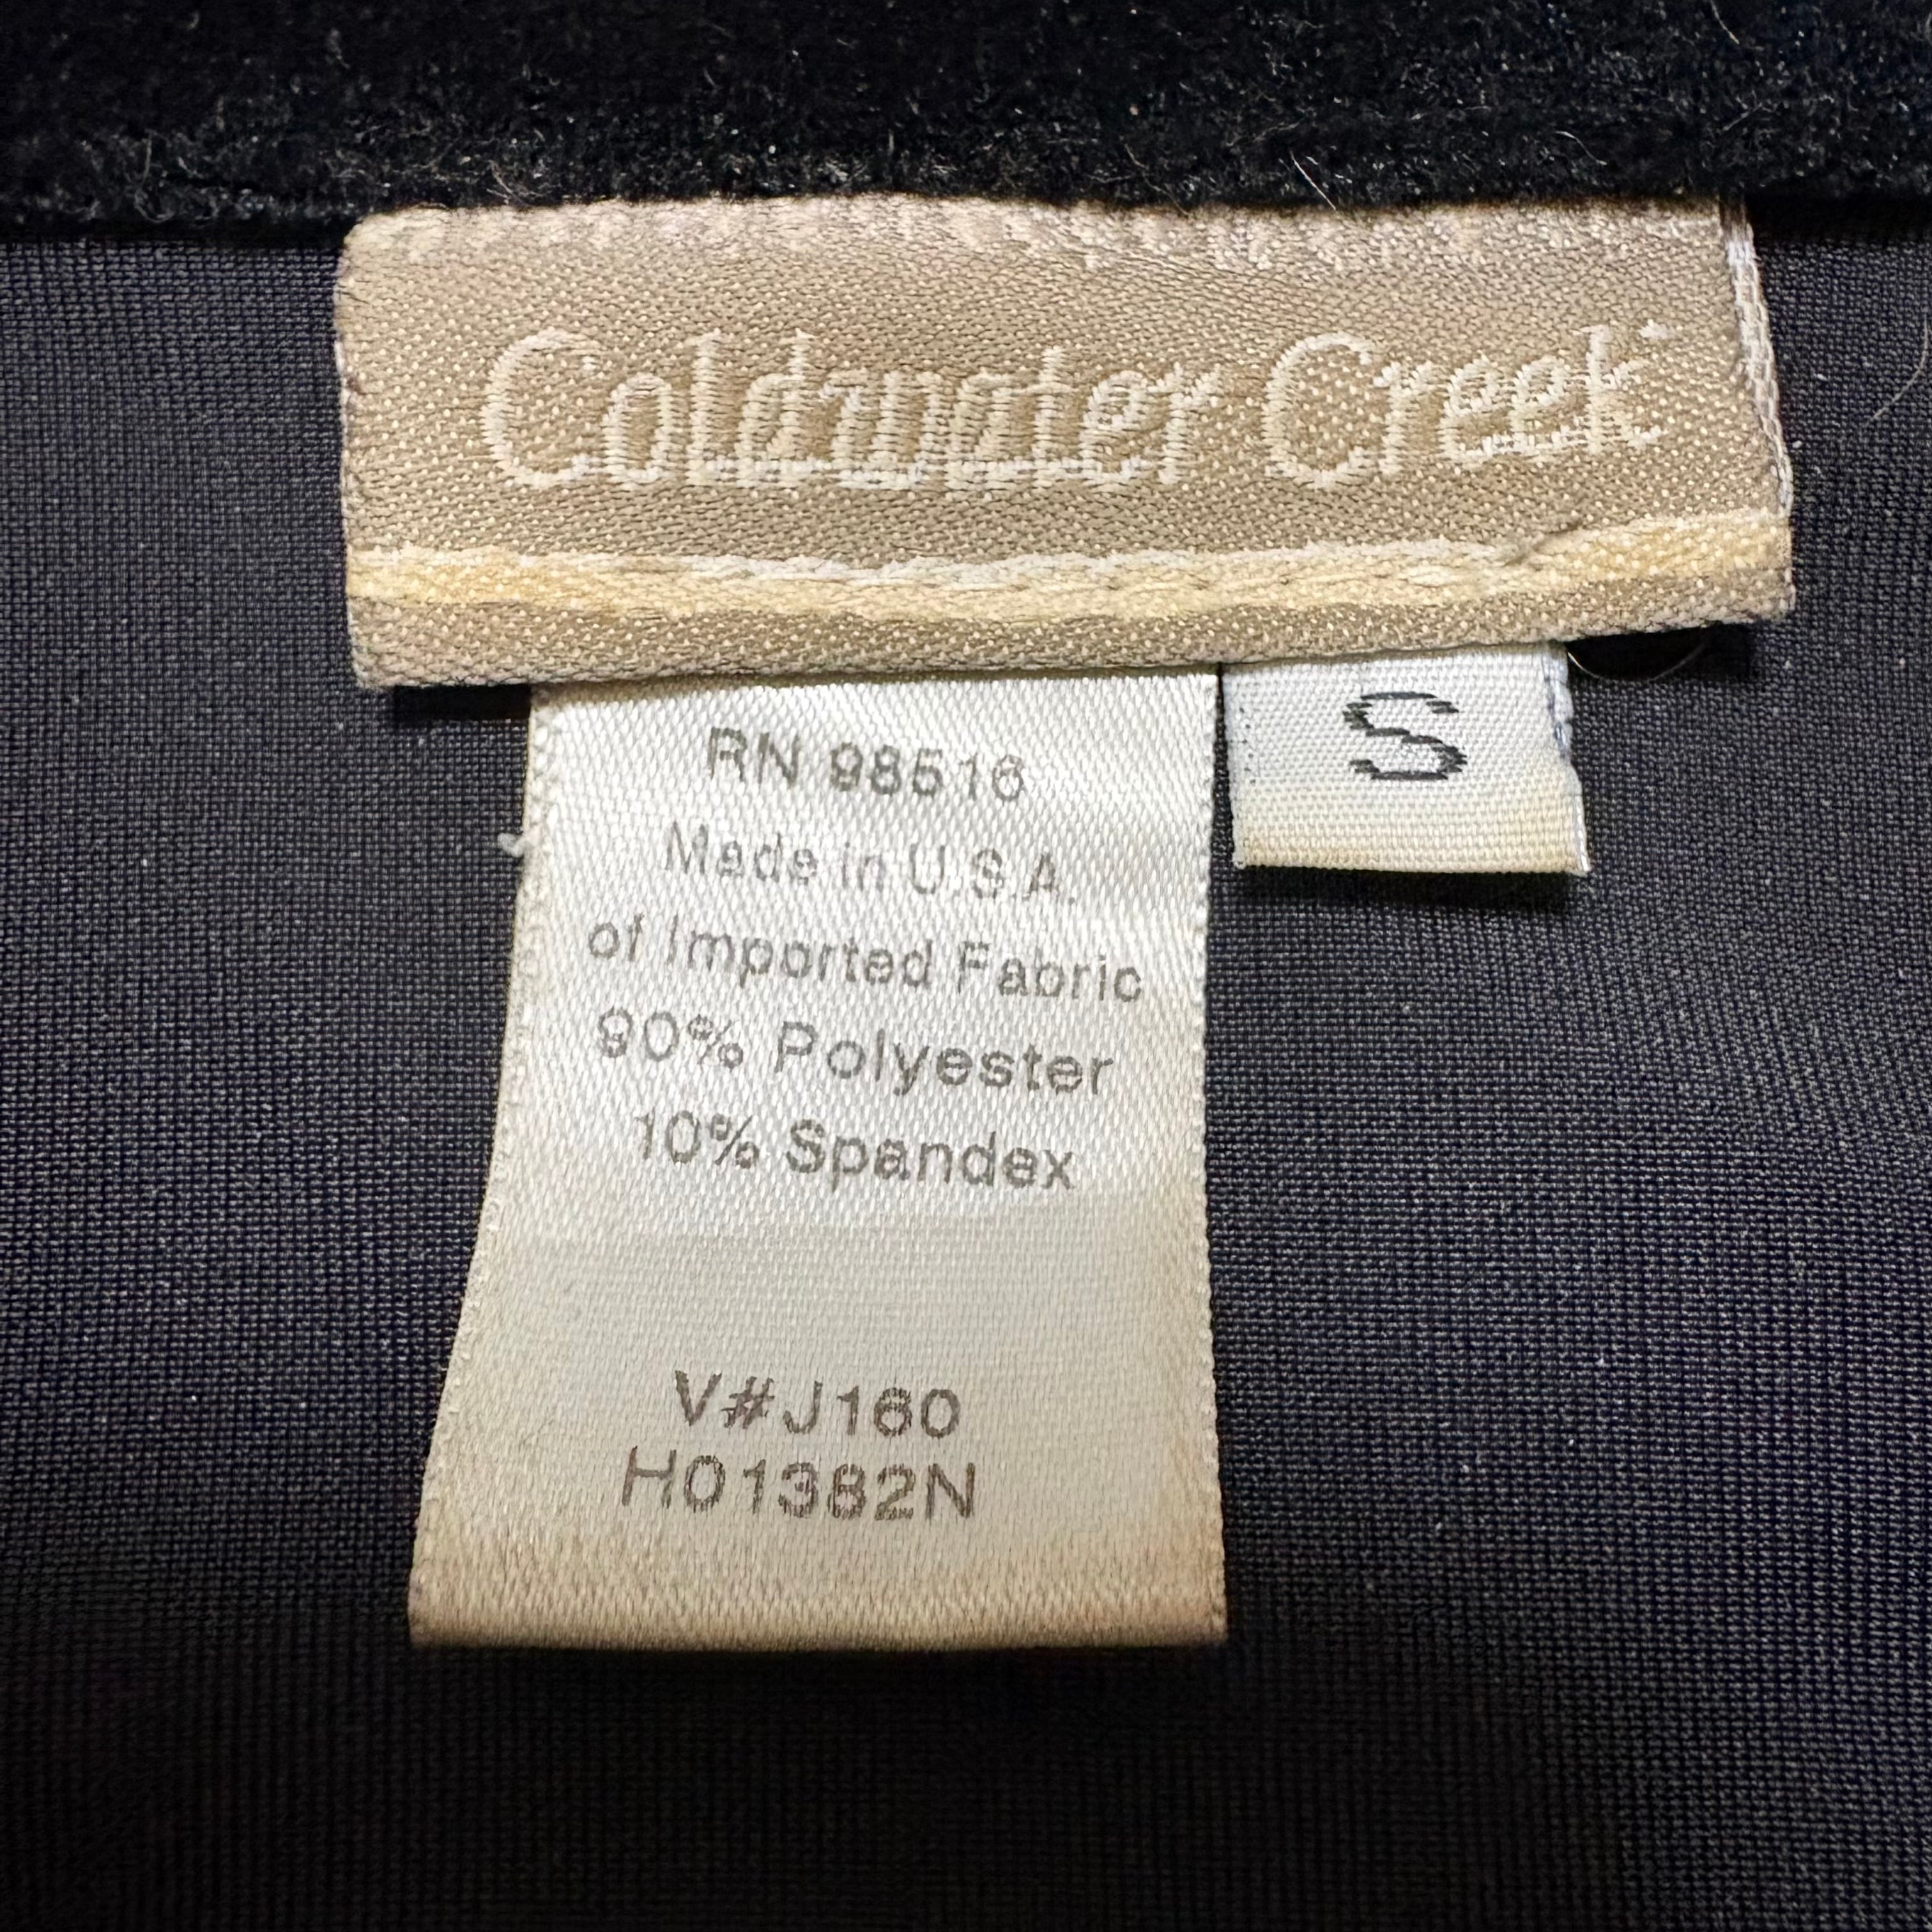 Coldwater Creek
S
RN 98516
Made in U.S.A.
of Imported Fabric
90% Polyester
10% Spandex
V#J160
H01382N